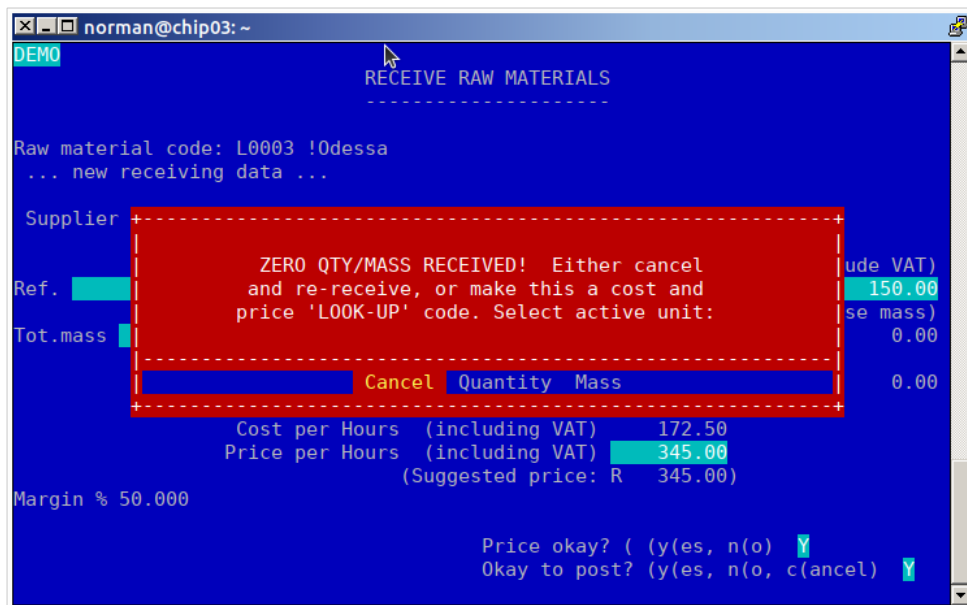 norman@chip03: ~
DEMO
RECEIVE RAW MATERIALS
---------------------
Raw material code: L0003 !Odessa
... new receiving data ...
Supplier
ZERO QTY/MASS RECEIVED! Either cancel
ude VAT)
Ref.
and re-receive, or make this a cost and
150.00
price 'LOOK-UP' code. Select active unit:
se mass)
Tot.mass
0.00
Cancel Quantity Mass
0.00
Cost per Hours (including VAT) 172.50
Price per Hours (including VAT) 345.00
(Suggested price: R 345.00)
Margin % 50.000
Price okay? ( (y(es, n(o) Y
Okay to post? (y(es, n(o, c(ancel) Y